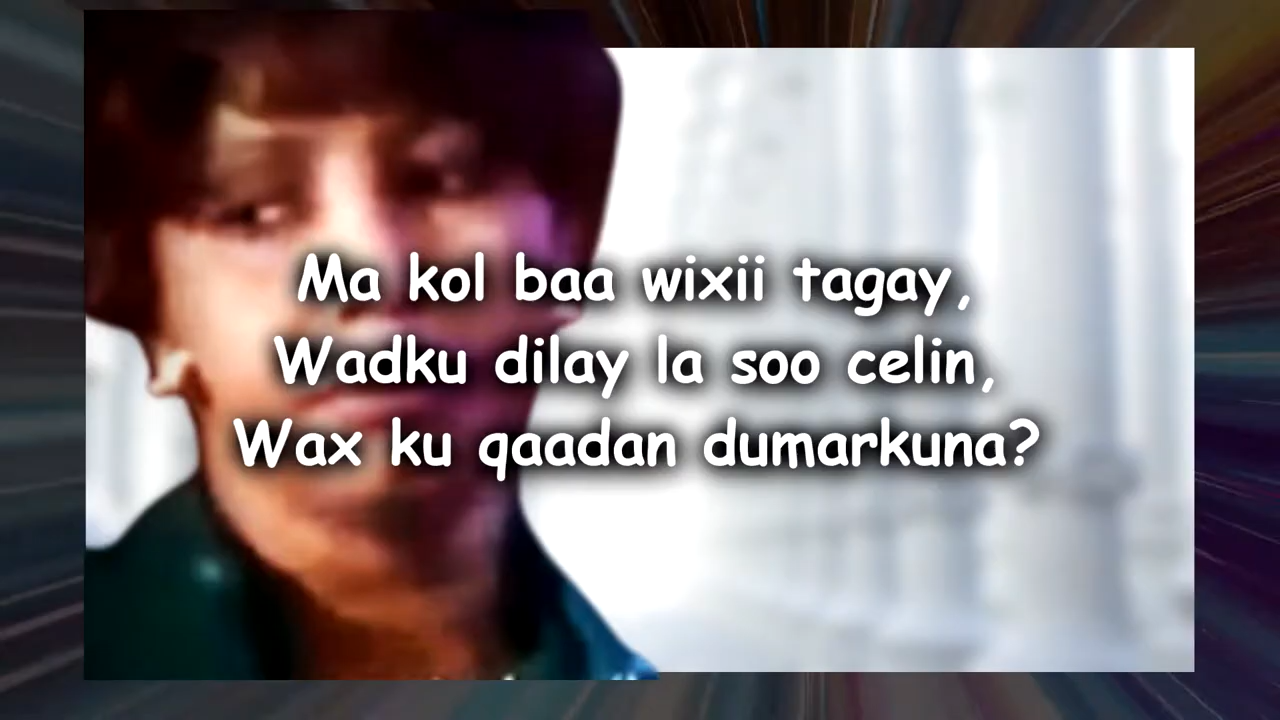 Ma kol baa wixii tagay,
Wadku dilay la soo celin,
Wax ku qaadan dumarkuna?